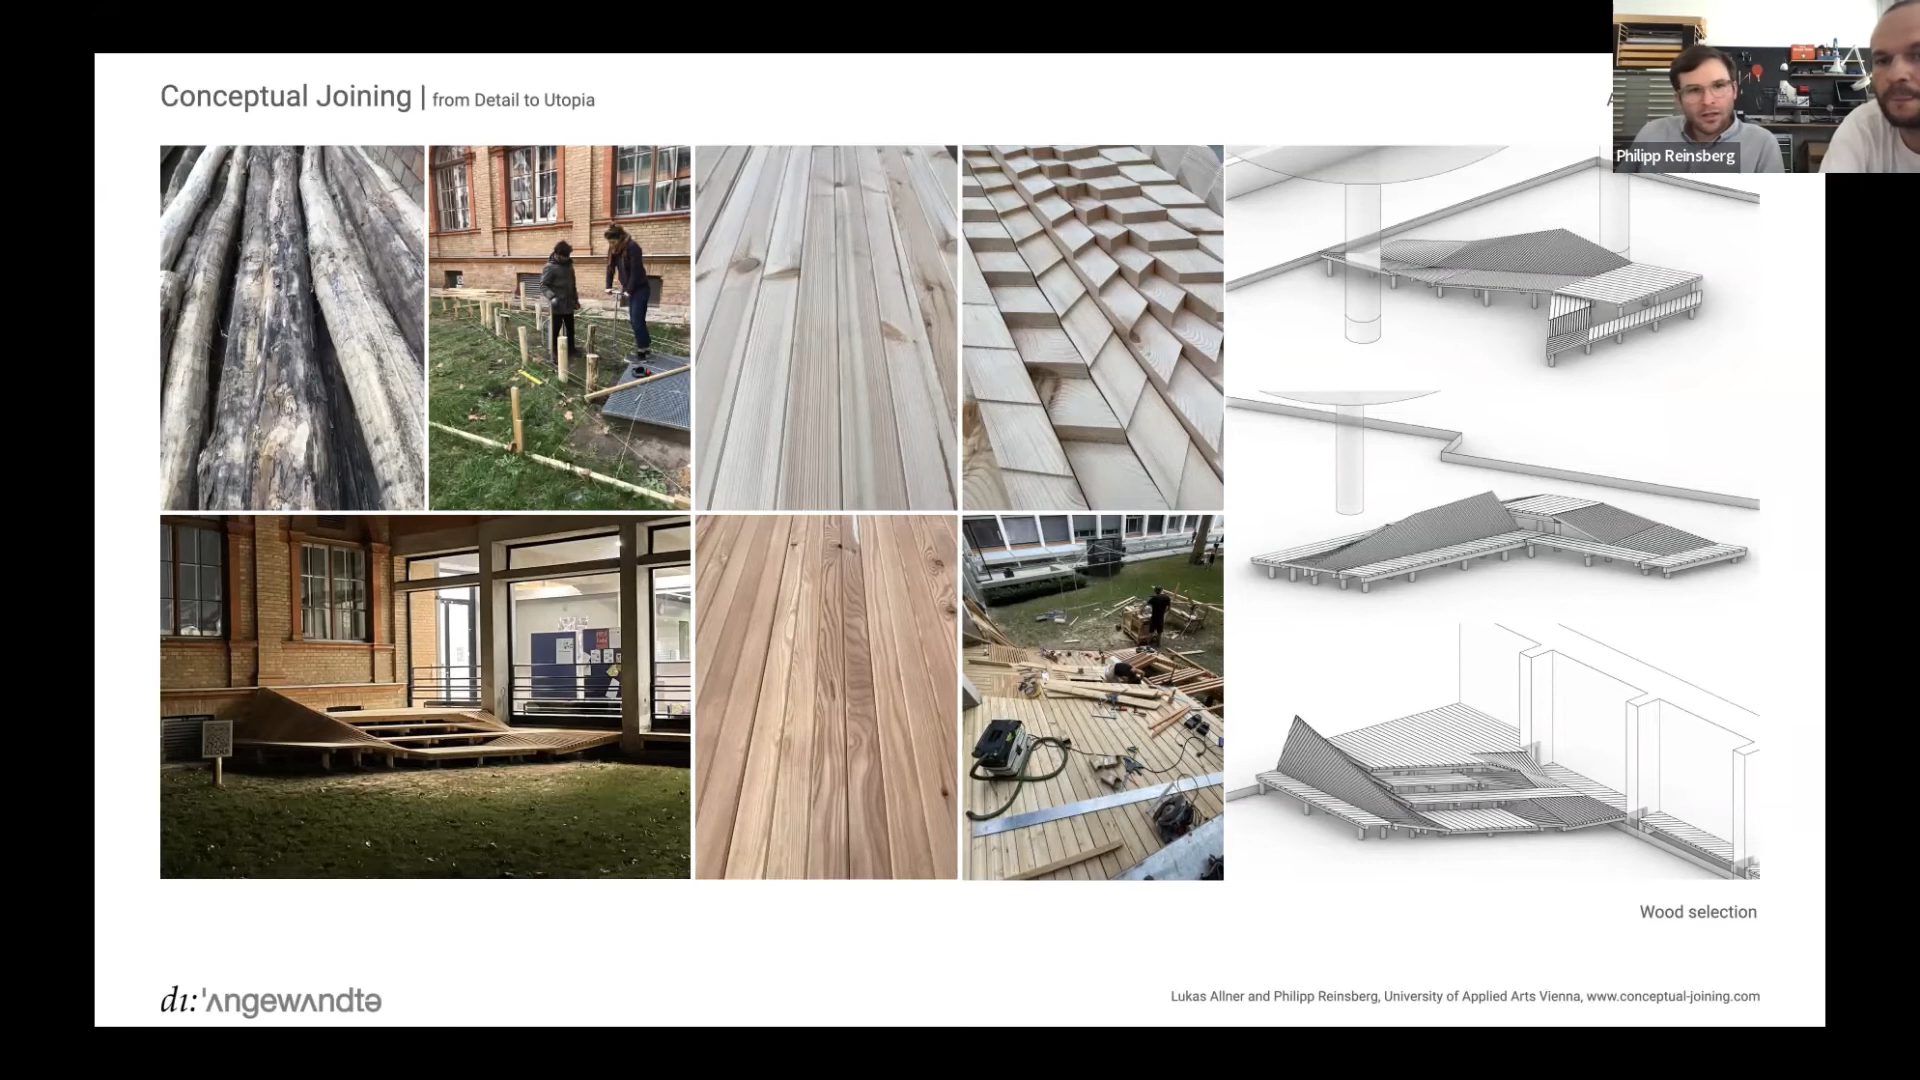 Conceptual Joining | from Detail to Utopia
Philipp Reinsberg
Wood selection
dı:'ʌngewʌndtə
Lukas Allner and Philipp Reinsberg, University of Applied Arts Vienna, www.conceptual-joining.com